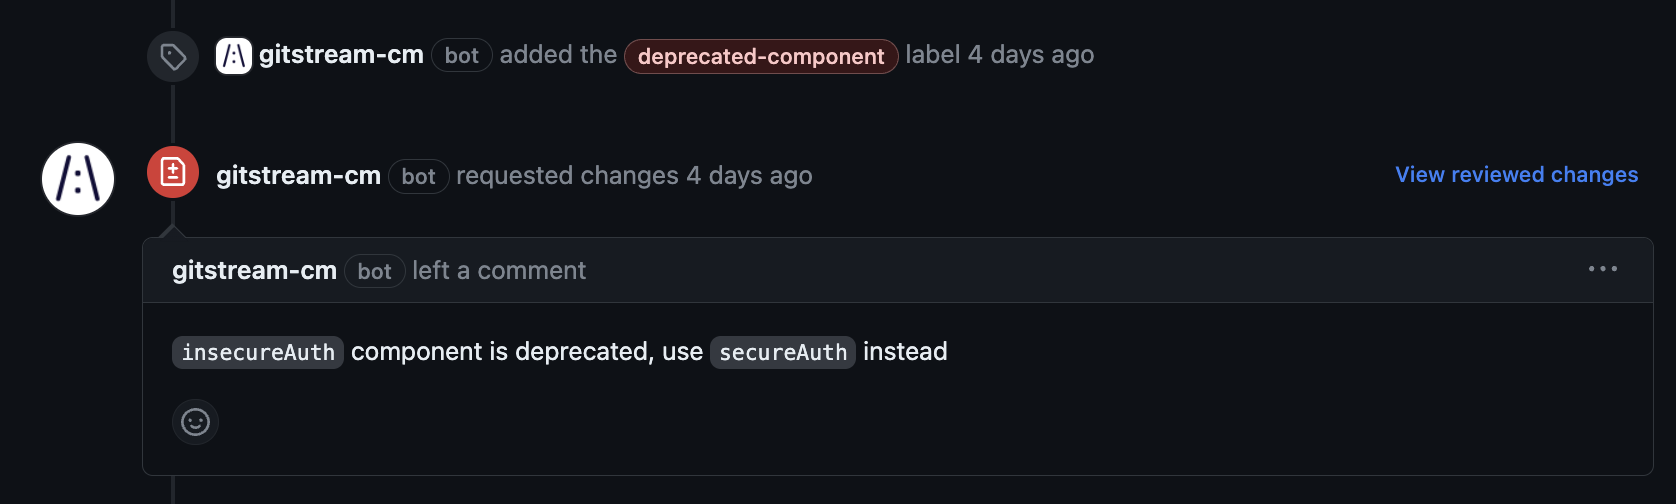 gitstream-cm bot added the deprecated-component label 4 days ago
gitstream-cm bot requested changes 4 days ago View reviewed changes
gitstream-cm bot left a comment
insecureAuth component is deprecated, use secureAuth instead